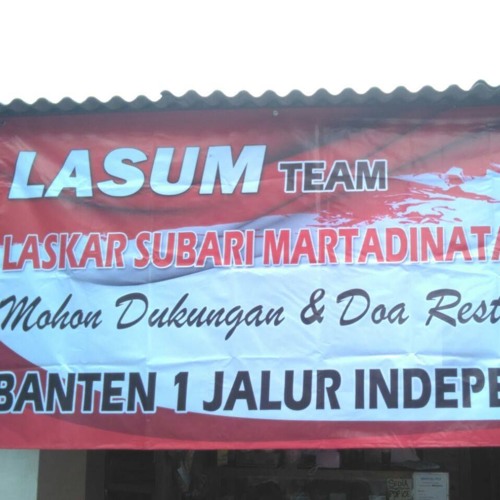 LASUM TEAM
LASKAR SUBARI MARTADINATA
Mohon Dukungan & Doa Rest
BANTEN 1 JALUR INDEPE